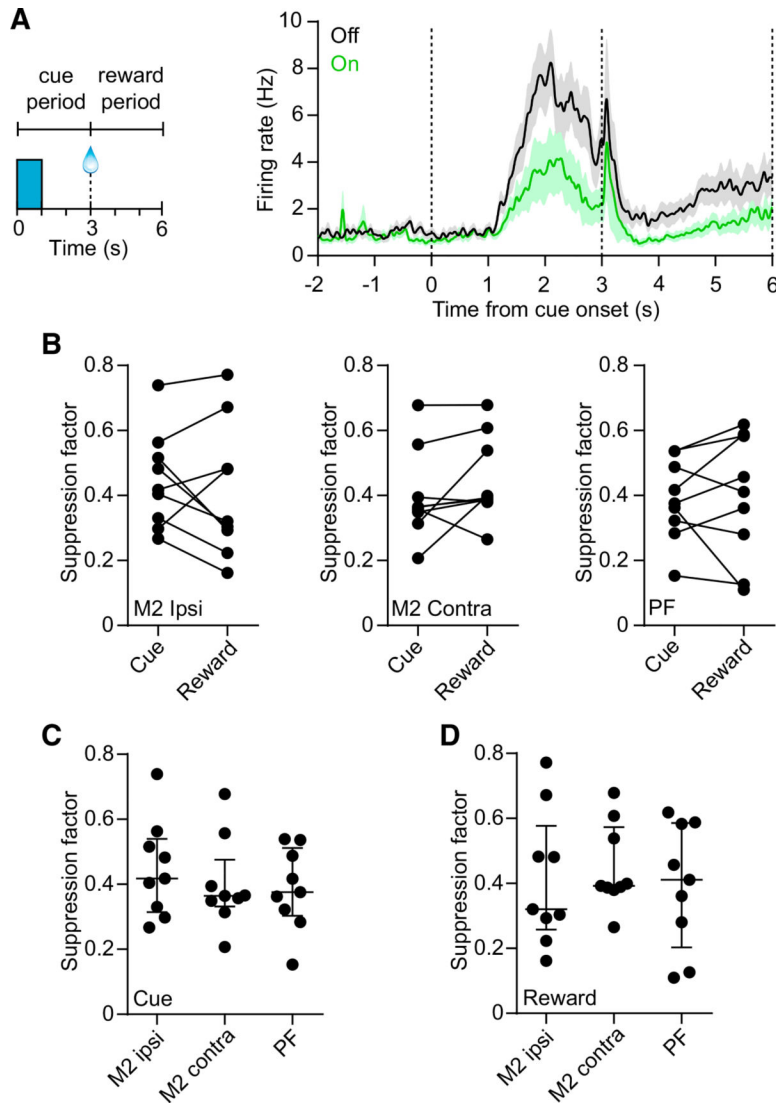 A
cue period
reward period
0 3 6
Time (s)
Off
On
Firing rate (Hz)
10
8
6
4
2
0
-2 -1 0 1 2 3 4 5 6
Time from cue onset (s)
B
Suppression factor
0.8
0.6
0.4
0.2
0
M2 Ipsi
Cue Reward
Suppression factor
0.8
0.6
0.4
0.2
0
M2 Contra
Cue Reward
Suppression factor
0.8
0.6
0.4
0.2
0
PF
Cue Reward
C
Suppression factor
0.8
0.6
0.4
0.2
0
Cue
M2 ipsi M2 contra PF
D
Suppression factor
0.8
0.6
0.4
0.2
0
Reward
M2 ipsi M2 contra PF